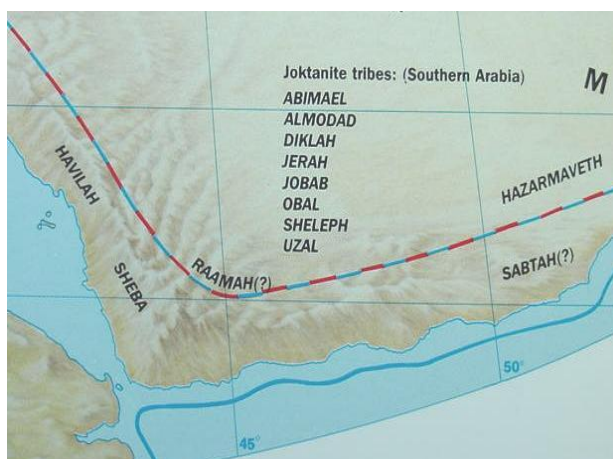 Joktanite tribes: (Southern Arabia)
M
ABIMAEL
ALMODAD
DIKLAH
JERAH
JOBAB
OBAL
SHELEPH
UZAL
HAVILAH
HAZARMAVETH
SHEBA
RAAMAH(?)
SABTAH(?)
50°
45°